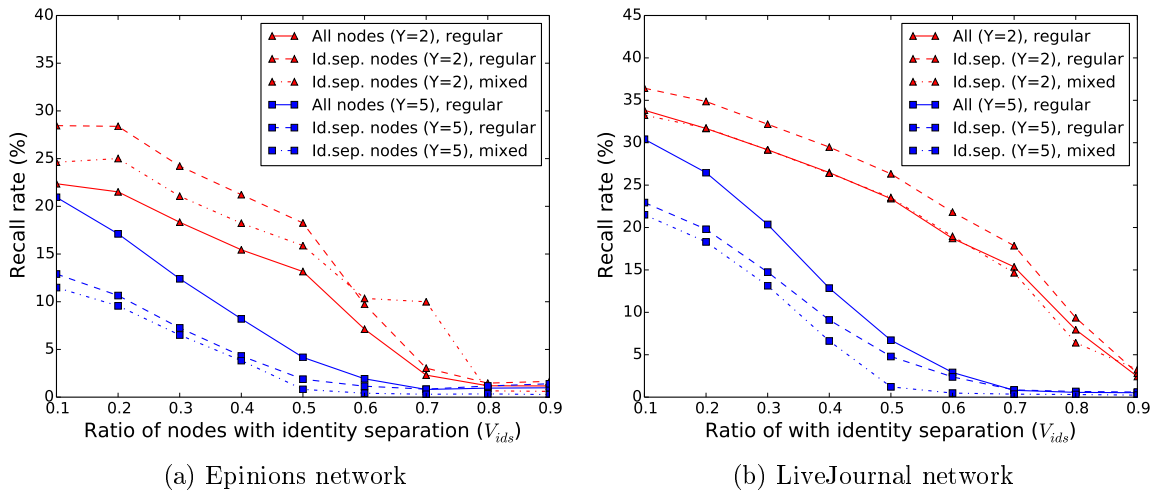 40
35
30
25
20
15
10
5
0
Recall rate (%)
All nodes (Y=2), regular
Id.sep. nodes (Y=2), regular
Id.sep. nodes (Y=2), mixed
All nodes (Y=5), regular
Id.sep. nodes (Y=5), regular
Id.sep. nodes (Y=5), mixed
0.1 0.2 0.3 0.4 0.5 0.6 0.7 0.8 0.9
Ratio of nodes with identity separation (V_ids)
(a) Epinions network
45
40
35
30
25
20
15
10
5
0
Recall rate (%)
All (Y=2), regular
Id.sep. (Y=2), regular
Id.sep. (Y=2), mixed
All (Y=5), regular
Id.sep. (Y=5), regular
Id.sep. (Y=5), mixed
0.1 0.2 0.3 0.4 0.5 0.6 0.7 0.8 0.9
Ratio of with identity separation (V_ids)
(b) LiveJournal network